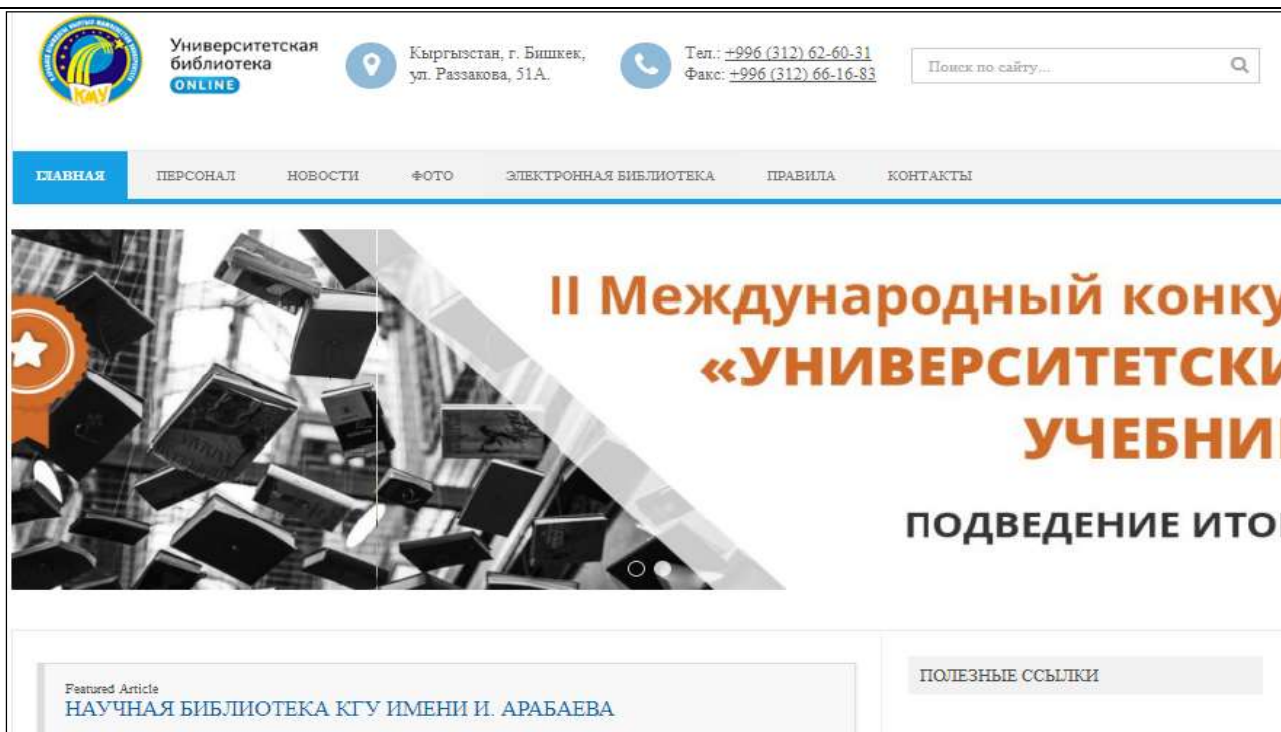 КМУ
Университетская
библиотека
ONLINE
Кыргызстан, г. Бишкек,
ул. Раззакова, 51А.
Тел.: +996 (312) 62-60-31
Факс: +996 (312) 66-16-83
Поиск по сайту...
ГЛАВНАЯ
ПЕРСОНАЛ
НОВОСТИ
ФОТО
ЭЛЕКТРОННАЯ БИБЛИОТЕКА
ПРАВИЛА
КОНТАКТЫ
II Международный конку
«УНИВЕРСИТЕТСКИ
УЧЕБНИ
ПОДВЕДЕНИЕ ИТО
Featured Article
НАУЧНАЯ БИБЛИОТЕКА КГУ ИМЕНИ И. АРАБАЕВА
ПОЛЕЗНЫЕ ССЫЛКИ